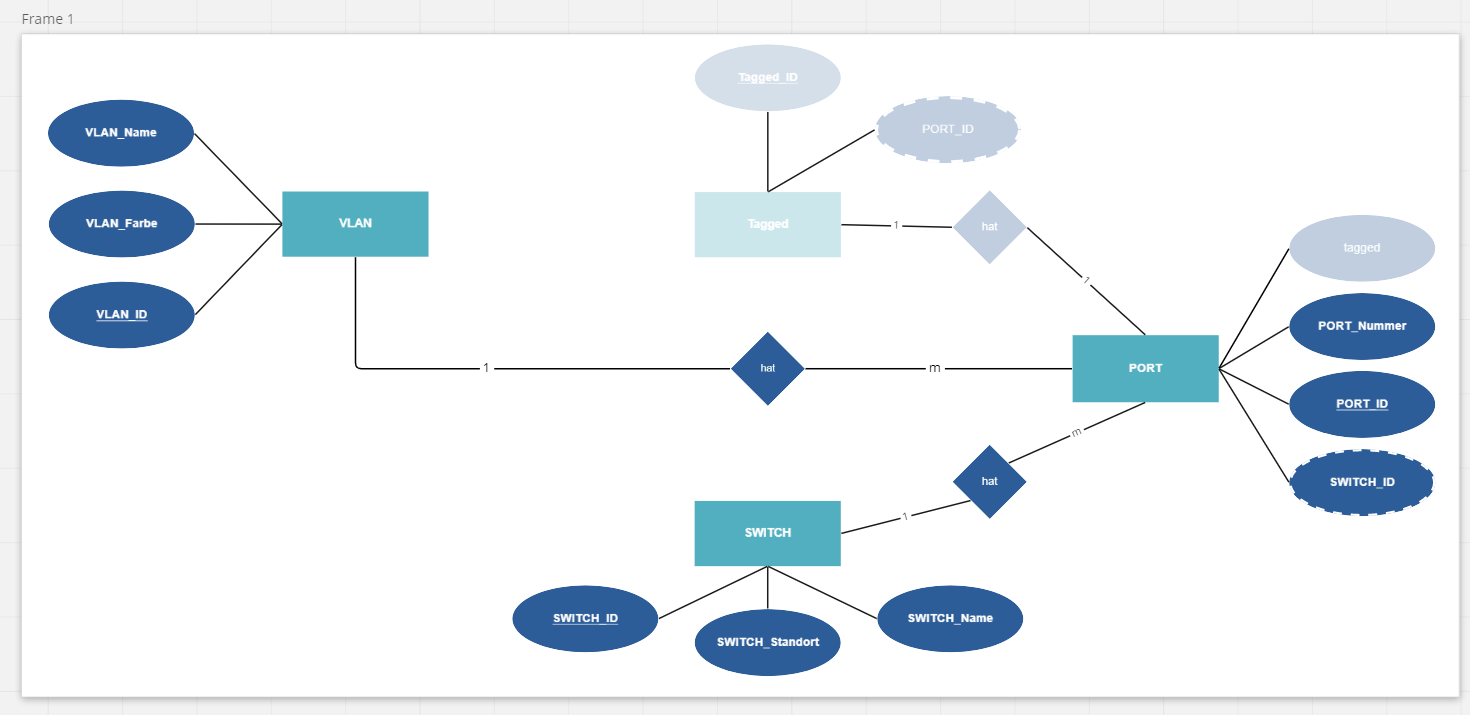 Frame 1
Tagged_ID
VLAN_Name
PORT_ID
VLAN_Farbe
VLAN
Tagged
1
hat
tagged
VLAN_ID
1
PORT_Nummer
1
hat
m
PORT
PORT_ID
m
hat
SWITCH_ID
1
SWITCH
SWITCH_ID
SWITCH_Standort
SWITCH_Name